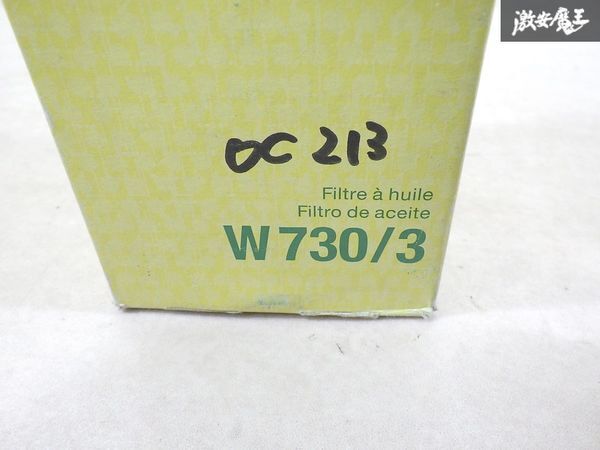 激安魔王
OC 213
Filtre à huile
Filtro de aceite
W 730/3